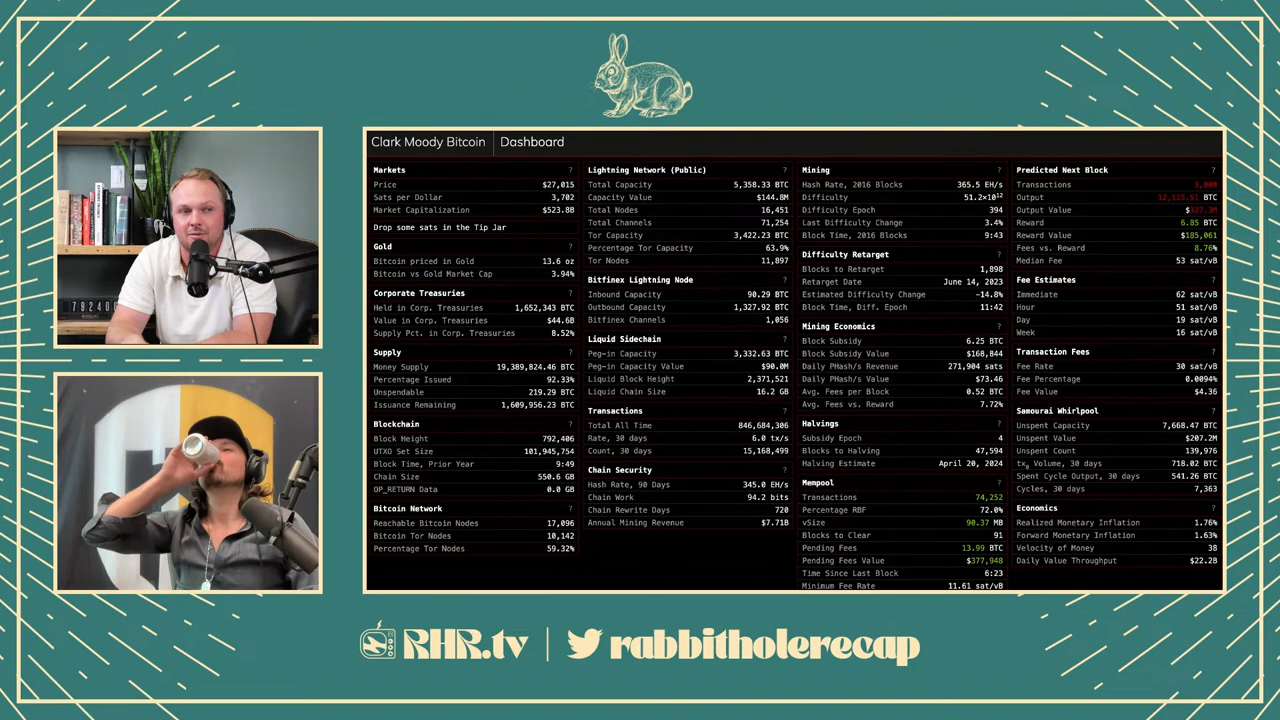 Clark Moody Bitcoin
Dashboard
Markets ?
Price $27,015
Sats per Dollar 3,702
Market Capitalization $523.8B
Drop some sats in the Tip Jar
Gold ?
Bitcoin priced in Gold 13.6 oz
Bitcoin vs Gold Market Cap 3.94%
Corporate Treasuries ?
Held in Corp. Treasuries 1,652,343 BTC
Value in Corp. Treasuries $44.6B
Supply Pct. in Corp. Treasuries 8.52%
Supply ?
Money Supply 19,389,824.46 BTC
Percentage Issued 92.33%
Unspendable 219.29 BTC
Issuance Remaining 1,609,956.23 BTC
Blockchain ?
Block Height 792,406
UTXO Set Size 101,945,754
Block Time, Prior Year 9:49
Chain Size 550.6 GB
OP_RETURN Data 0.0 GB
Bitcoin Network ?
Reachable Bitcoin Nodes 17,096
Bitcoin Tor Nodes 10,142
Percentage Tor Nodes 59.32%
Lightning Network (Public) ?
Total Capacity 5,358.33 BTC
Capacity Value $144.8M
Total Nodes 16,451
Total Channels 71,254
Tor Capacity 3,422.23 BTC
Percentage Tor Capacity 63.9%
Tor Nodes 11,897
Bitfinex Lightning Node ?
Inbound Capacity 90.29 BTC
Outbound Capacity 1,327.92 BTC
Bitfinex Channels 1,056
Liquid Sidechain ?
Peg-in Capacity 3,332.63 BTC
Peg-in Capacity Value $90.0M
Liquid Block Height 2,371,521
Liquid Chain Size 16.2 GB
Transactions ?
Total All Time 846,684,306
Rate, 30 days 6.0 tx/s
Count, 30 days 15,168,499
Chain Security ?
Hash Rate, 90 Days 345.0 EH/s
Chain Work 94.2 bits
Chain Rewrite Days 720
Annual Mining Revenue $7.71B
Mining ?
Hash Rate, 2016 Blocks 365.5 EH/s
Difficulty 51.2×10¹²
Difficulty Epoch 394
Last Difficulty Change 3.4%
Block Time, 2016 Blocks 9:43
Difficulty Retarget ?
Blocks to Retarget 1,898
Retarget Date June 14, 2023
Estimated Difficulty Change -14.8%
Block Time, Diff. Epoch 11:42
Mining Economics ?
Block Subsidy 6.25 BTC
Block Subsidy Value $168,844
Daily PHash/s Revenue 271,904 sats
Daily PHash/s Value $73.46
Avg. Fees per Block 0.52 BTC
Avg. Fees vs. Reward 7.72%
Halvings ?
Subsidy Epoch 4
Blocks to Halving 47,594
Halving Estimate April 20, 2024
Mempool ?
Transactions 74,252
Percentage RBF 72.0%
vSize 90.37 MB
Blocks to Clear 91
Pending Fees 13.99 BTC
Pending Fees Value $377,948
Time Since Last Block 6:23
Minimum Fee Rate 11.61 sat/vB
Predicted Next Block ?
Transactions
Output 12,115.51 BTC
Output Value
Reward 6.85 BTC
Reward Value $185,061
Fees vs. Reward 8.76%
Median Fee 53 sat/vB
Fee Estimates ?
Immediate 62 sat/vB
Hour 51 sat/vB
Day 19 sat/vB
Week 16 sat/vB
Transaction Fees ?
Fee Rate 30 sat/vB
Fee Percentage 0.0094%
Fee Value $4.36
Samourai Whirlpool ?
Unspent Capacity 7,668.47 BTC
Unspent Value $207.2M
Unspent Count 139,976
tx₀ Volume, 30 days 718.02 BTC
Spent Cycle Output, 30 days 541.26 BTC
Cycles, 30 days 7,363
Economics ?
Realized Monetary Inflation 1.76%
Forward Monetary Inflation 1.63%
Velocity of Money 38
Daily Value Throughput $22.2B
RHR.tv | rabbitholerecap